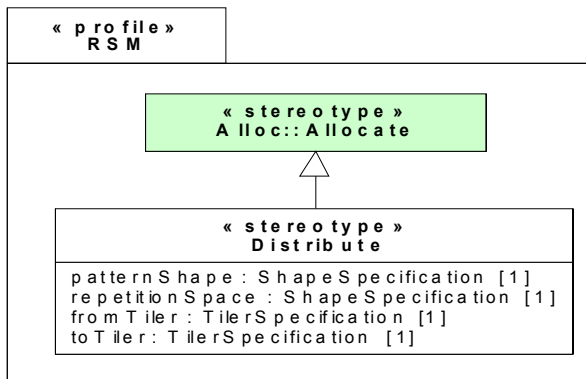 « profile»
RSM
« stereotype »
Alloc::Allocate
« stereotype »
Distribute
patternShape : ShapeSpecification [1]
repetitionSpace : ShapeSpecification [1]
fromTiler : TilerSpecification [1]
toTiler: TilerSpecification [1]